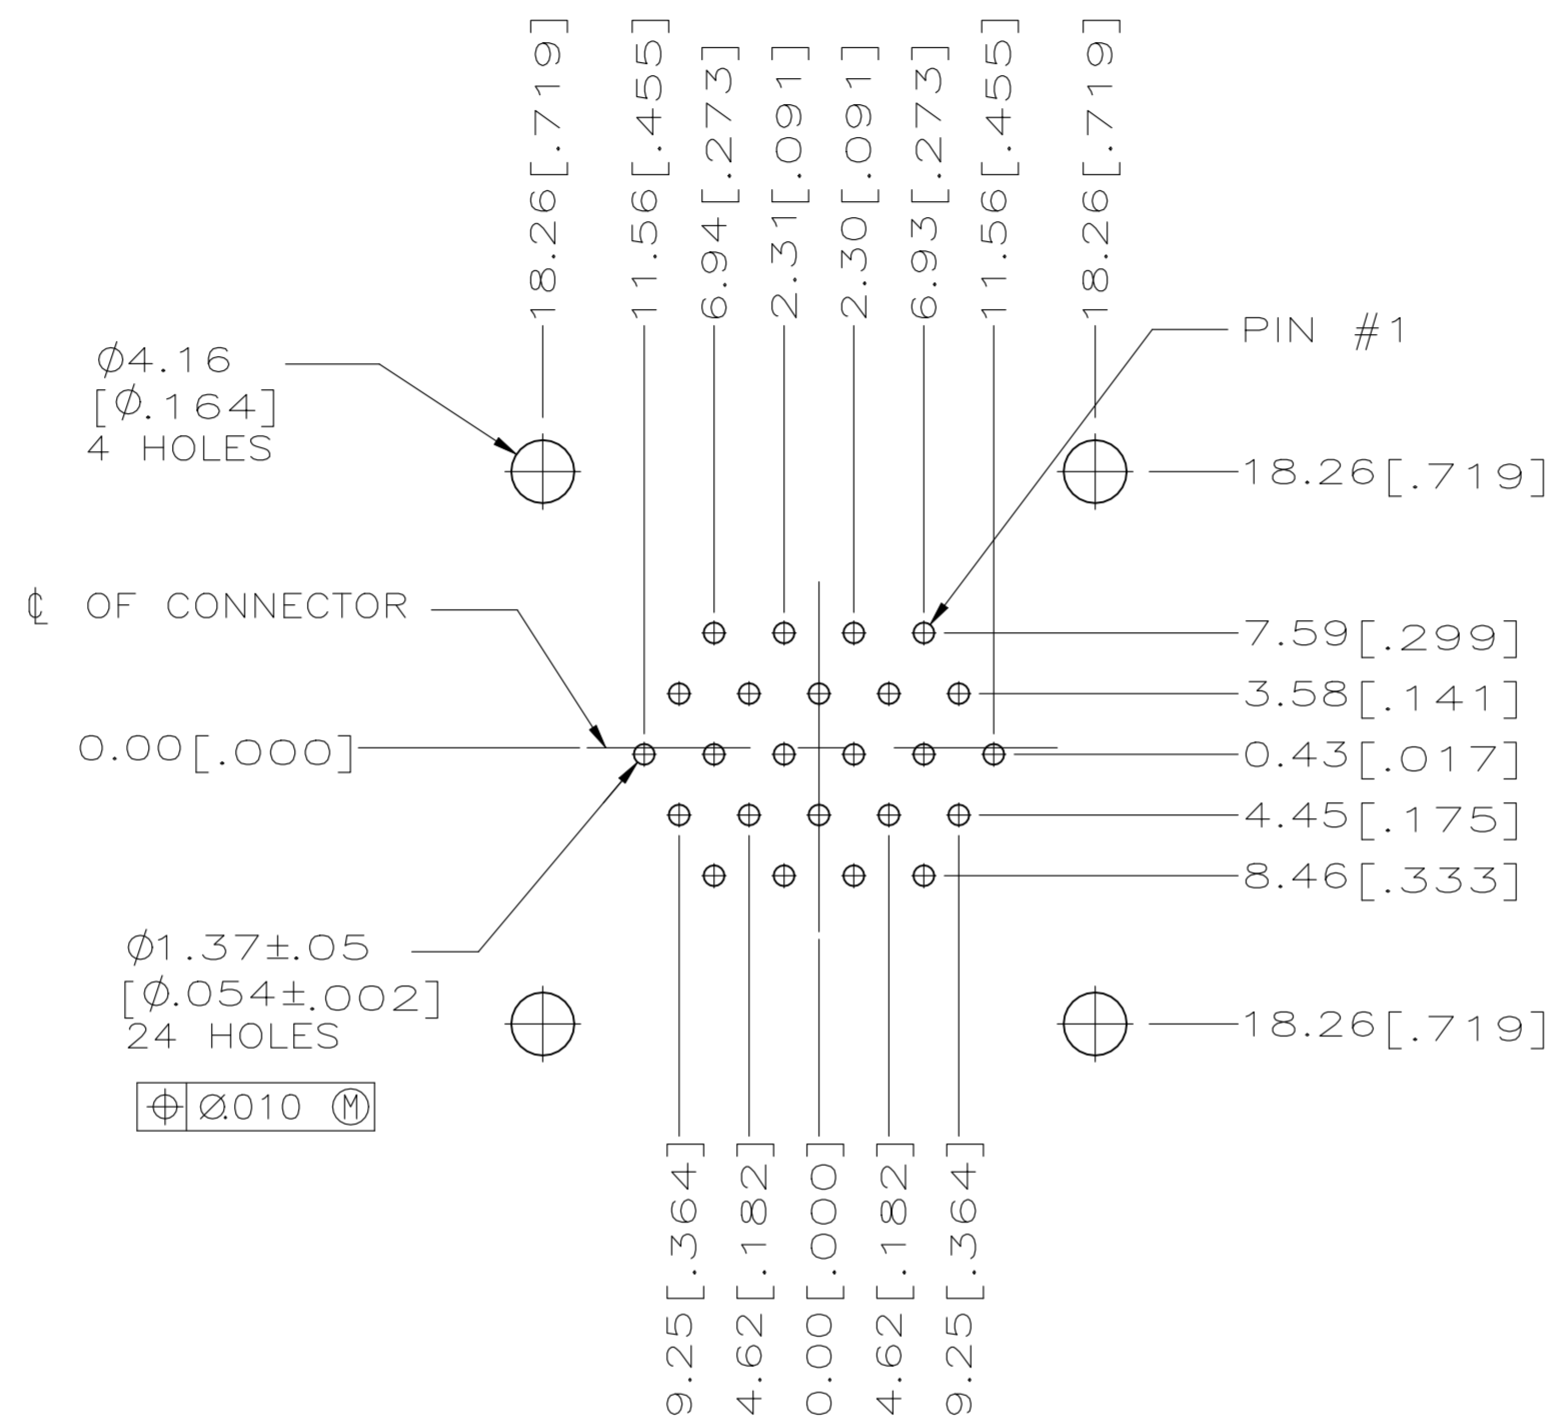 18.26[.719]
11.56[.455]
6.94[.273]
2.31[.091]
2.30[.091]
6.93[.273]
11.56[.455]
18.26[.719]
PIN #1
Ø4.16
[Ø.164]
4 HOLES
18.26[.719]
℄ OF CONNECTOR
7.59[.299]
3.58[.141]
0.00[.000]
0.43[.017]
4.45[.175]
8.46[.333]
Ø1.37±.05
[Ø.054±.002]
24 HOLES
18.26[.719]
⌖ Ø.010 Ⓜ
9.25[.364]
4.62[.182]
0.00[.000]
4.62[.182]
9.25[.364]